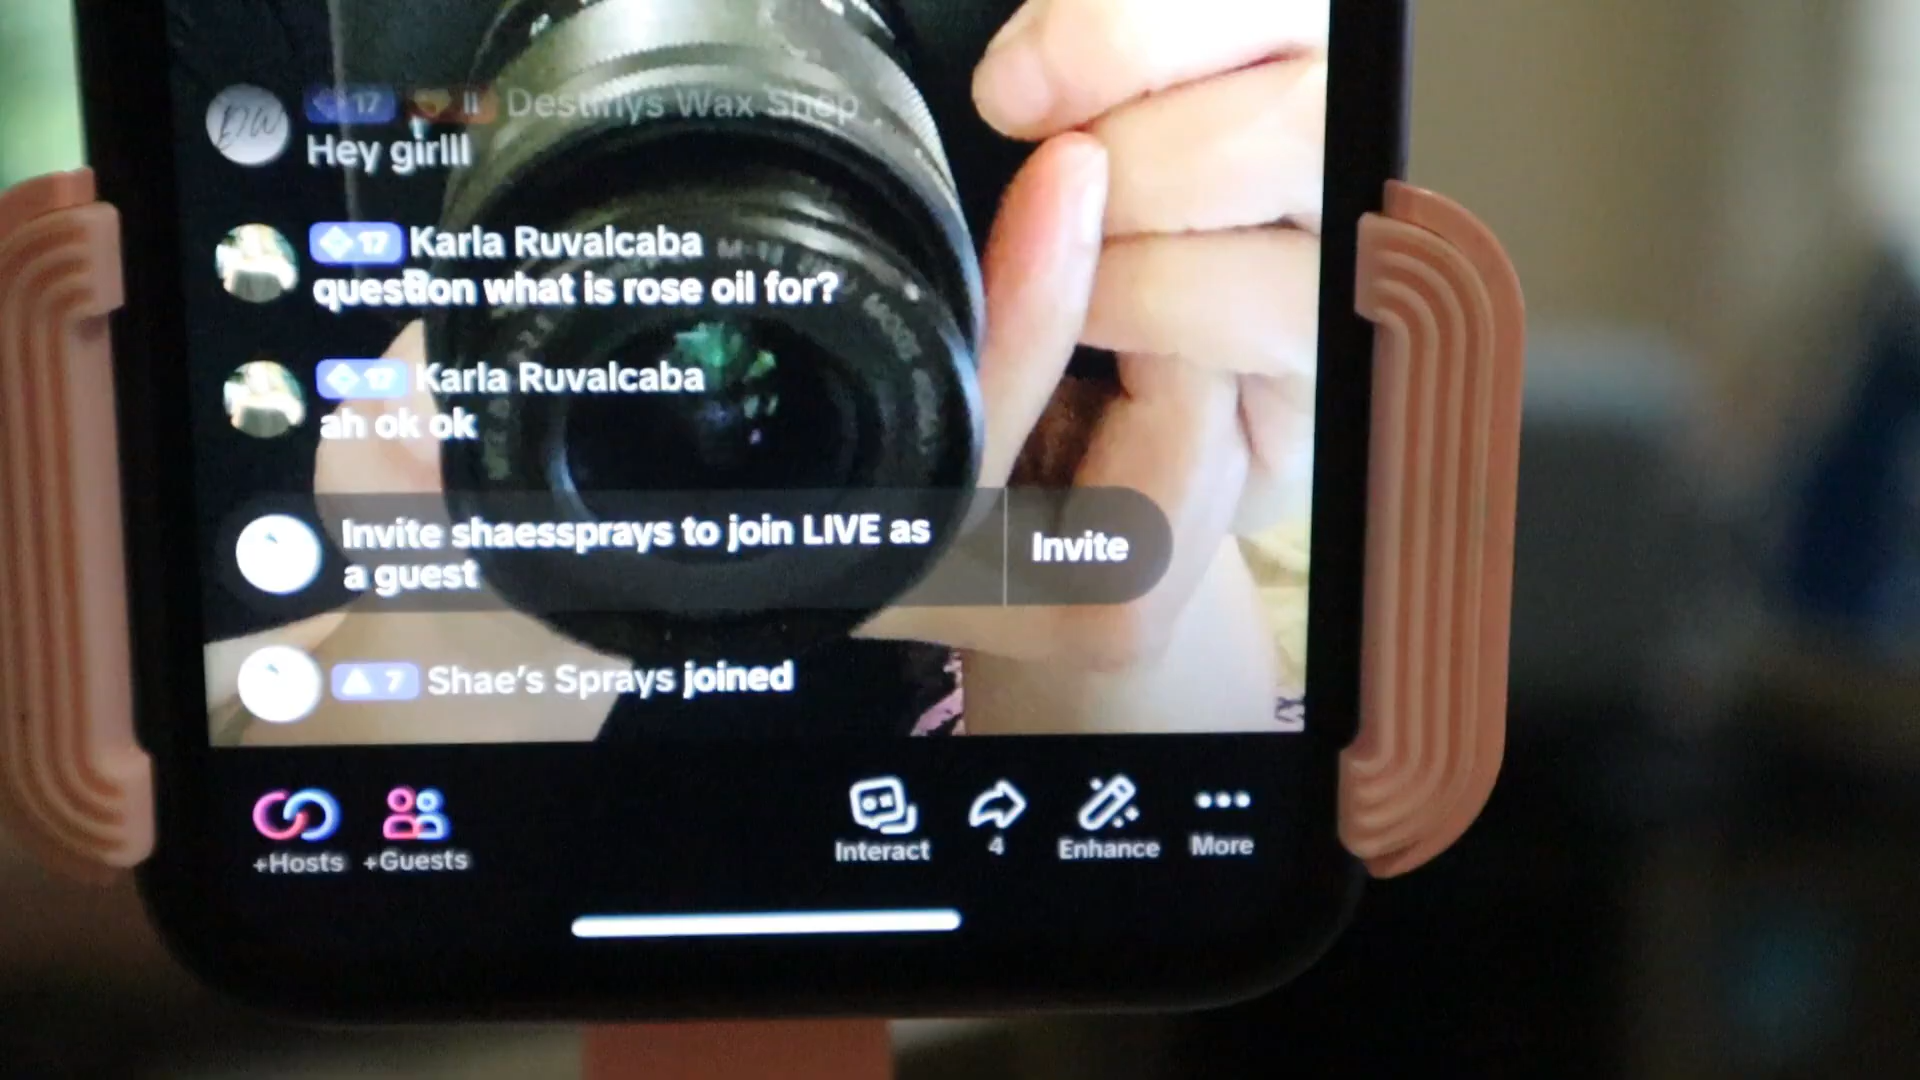 17 II Destinys Wax Shop
Hey girlll
17 Karla Ruvalcaba
question what is rose oil for?
17 Karla Ruvalcaba
ah ok ok
Invite shaessprays to join LIVE as
a guest
Invite
7 Shae's Sprays joined
+Hosts +Guests Interact 4 Enhance More